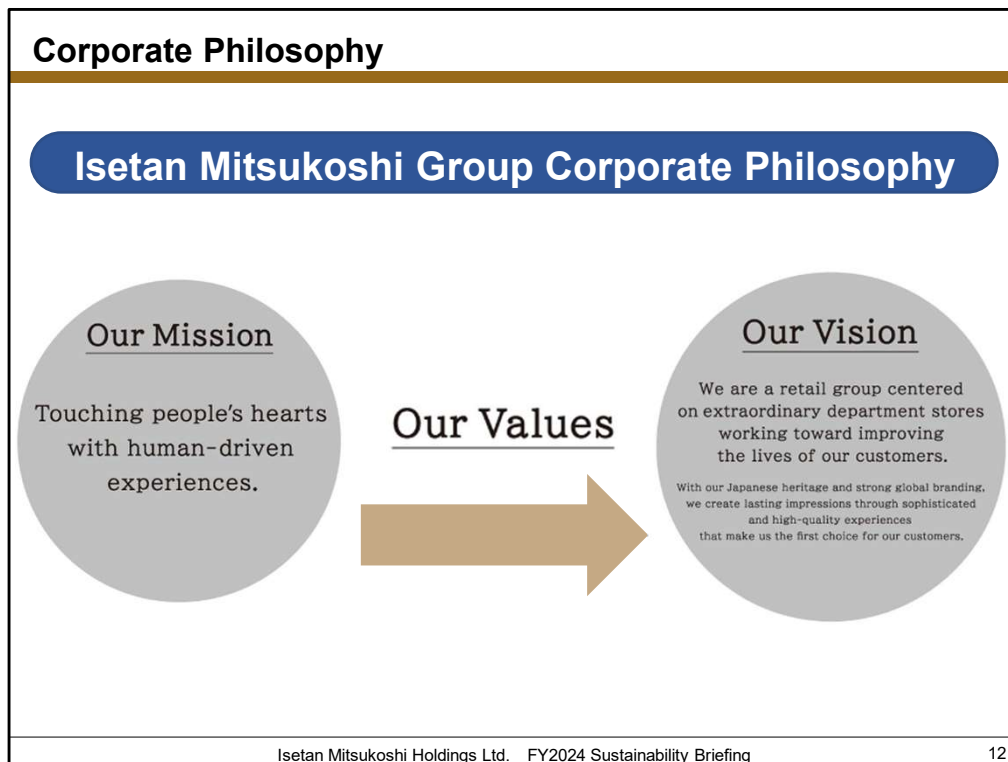 Corporate Philosophy
Isetan Mitsukoshi Group Corporate Philosophy
Our Mission
Touching people's hearts
with human-driven
experiences.
Our Values
Our Vision
We are a retail group centered
on extraordinary department stores
working toward improving
the lives of our customers.
With our Japanese heritage and strong global branding,
we create lasting impressions through sophisticated
and high-quality experiences
that make us the first choice for our customers.
Isetan Mitsukoshi Holdings Ltd. FY2024 Sustainability Briefing
12